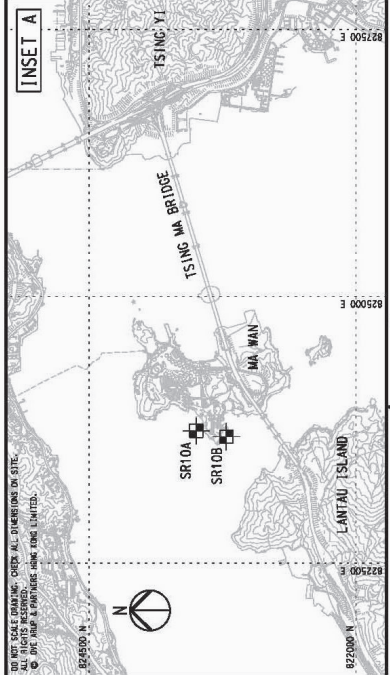 DO NOT SCALE DRAWING. CHECK ALL DIMENSIONS ON SITE.
ALL RIGHTS RESERVED.
© OVE ARUP & PARTNERS HONG KONG LIMITED.
INSET A
TSING YI
824500 N
TSING MA BRIDGE
827500 E
825000 E
MA WAN
SR10A
SR10B
LANTAU ISLAND
N
822500 E
822000 N